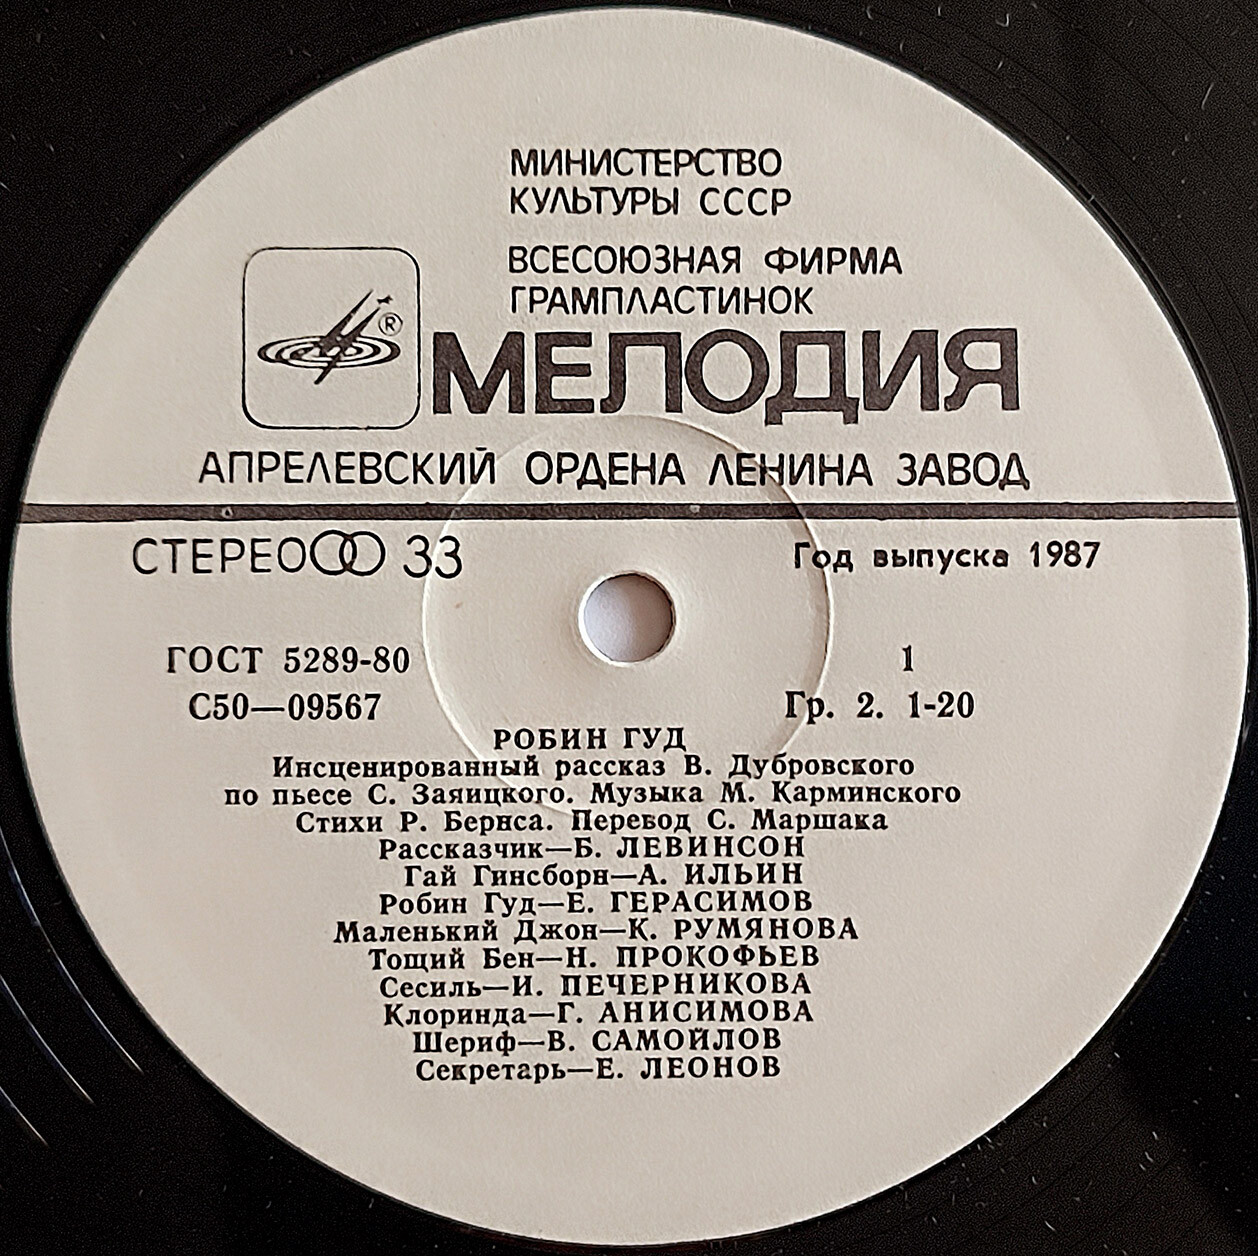 МИНИСТЕРСТВО
КУЛЬТУРЫ СССР
ВСЕСОЮЗНАЯ ФИРМА
ГРАМПЛАСТИНОК
®
МЕЛОДИЯ
АПРЕЛЕВСКИЙ ОРДЕНА ЛЕНИНА ЗАВОД
СТЕРЕО 33
Год выпуска 1987
ГОСТ 5289-80
1
С50—09567
Гр. 2. 1-20
РОБИН ГУД
Инсценированный рассказ В. Дубровского
по пьесе С. Заяицкого. Музыка М. Карминского
Стихи Р. Бернса. Перевод С. Маршака
Рассказчик—Б. ЛЕВИНСОН
Гай Гинсборн—А. ИЛЬИН
Робин Гуд—Е. ГЕРАСИМОВ
Маленький Джон—К. РУМЯНОВА
Тощий Бен—Н. ПРОКОФЬЕВ
Сесиль—И. ПЕЧЕРНИКОВА
Клоринда—Г. АНИСИМОВА
Шериф—В. САМОЙЛОВ
Секретарь—Е. ЛЕОНОВ